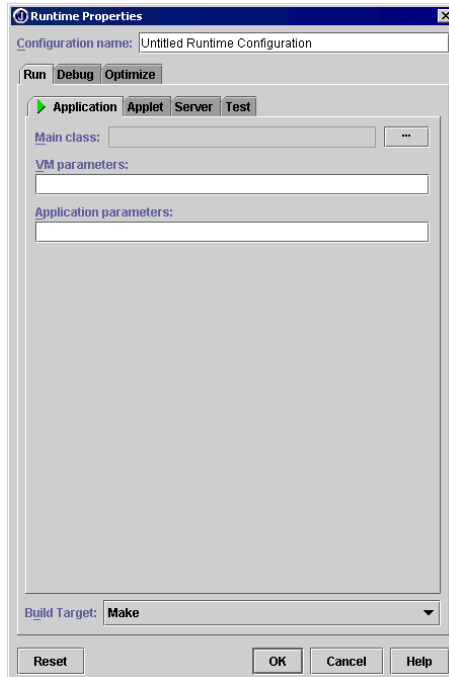 Runtime Properties
Configuration name: Untitled Runtime Configuration
Run Debug Optimize
Application Applet Server Test
Main class: ...
VM parameters:
Application parameters:
Build Target: Make
Reset OK Cancel Help